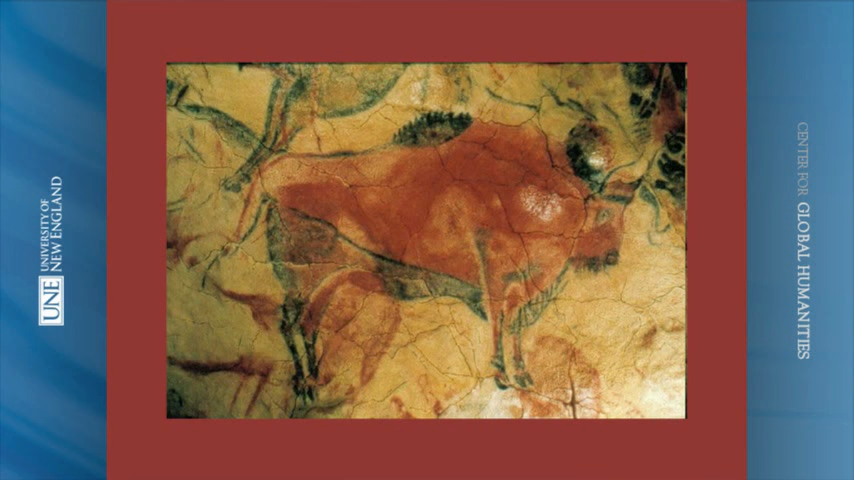 UNE
UNIVERSITY OF
NEW ENGLAND
CENTER FOR GLOBAL HUMANITIES